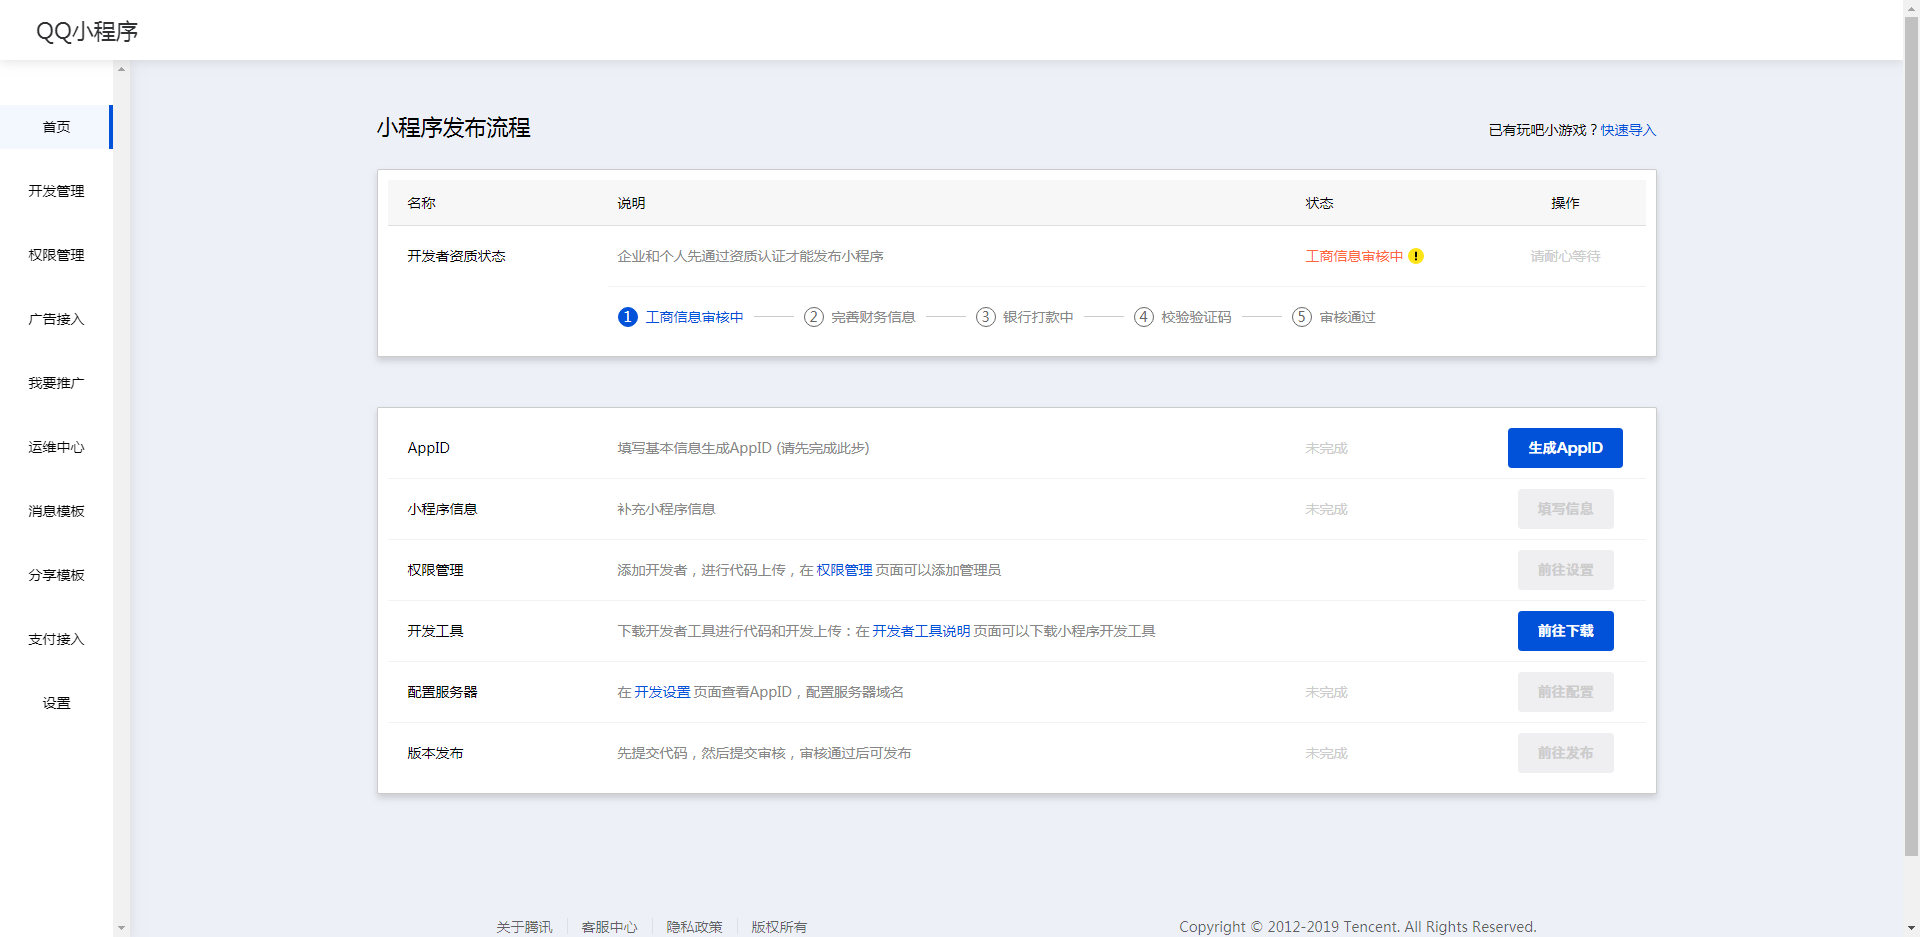 QQ小程序
首页
开发管理
权限管理
广告接入
我要推广
运维中心
消息模板
分享模板
支付接入
设置
小程序发布流程
已有玩吧小游戏？快速导入
名称 说明 状态 操作
开发者资质状态 企业和个人先通过资质认证才能发布小程序 工商信息审核中 ! 请耐心等待
1 工商信息审核中 2 完善财务信息 3 银行打款中 4 校验验证码 5 审核通过
AppID 填写基本信息生成AppID (请先完成此步) 未完成 生成AppID
小程序信息 补充小程序信息 未完成 填写信息
权限管理 添加开发者，进行代码上传，在 权限管理 页面可以添加管理员 前往设置
开发工具 下载开发者工具进行代码和开发上传：在 开发者工具说明 页面可以下载小程序开发工具 前往下载
配置服务器 在 开发设置 页面查看AppID，配置服务器域名 未完成 前往配置
版本发布 先提交代码，然后提交审核，审核通过后可发布 未完成 前往发布
关于腾讯 客服中心 隐私政策 版权所有 Copyright © 2012-2019 Tencent. All Rights Reserved.